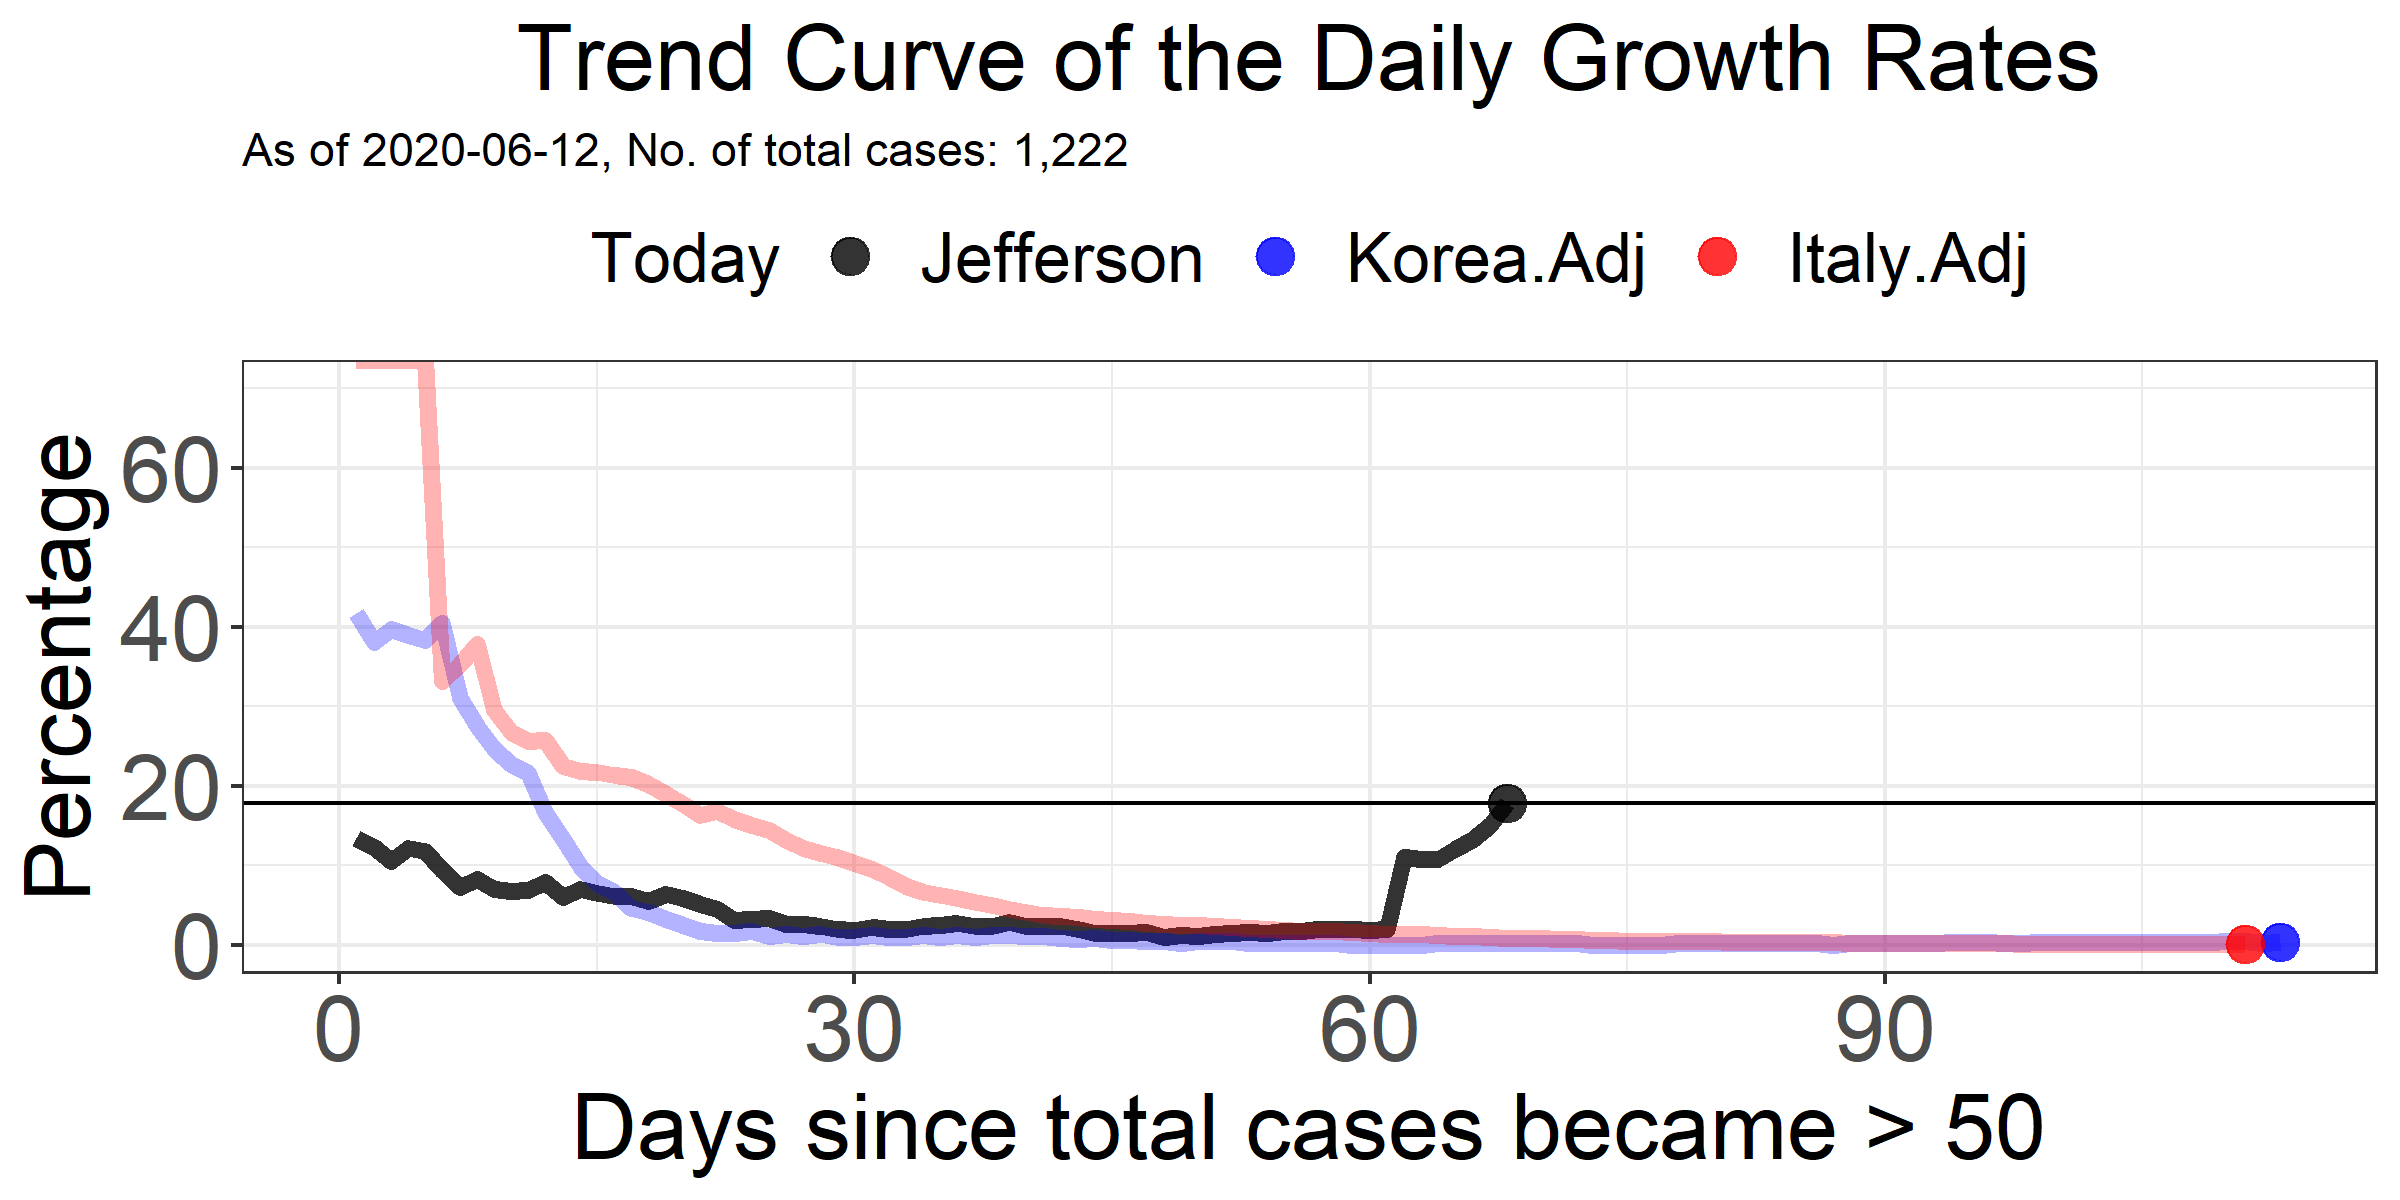 Trend Curve of the Daily Growth Rates
As of 2020-06-12, No. of total cases: 1,222
Today Jefferson Korea.Adj Italy.Adj
Percentage
60
40
20
0
0 30 60 90
Days since total cases became > 50